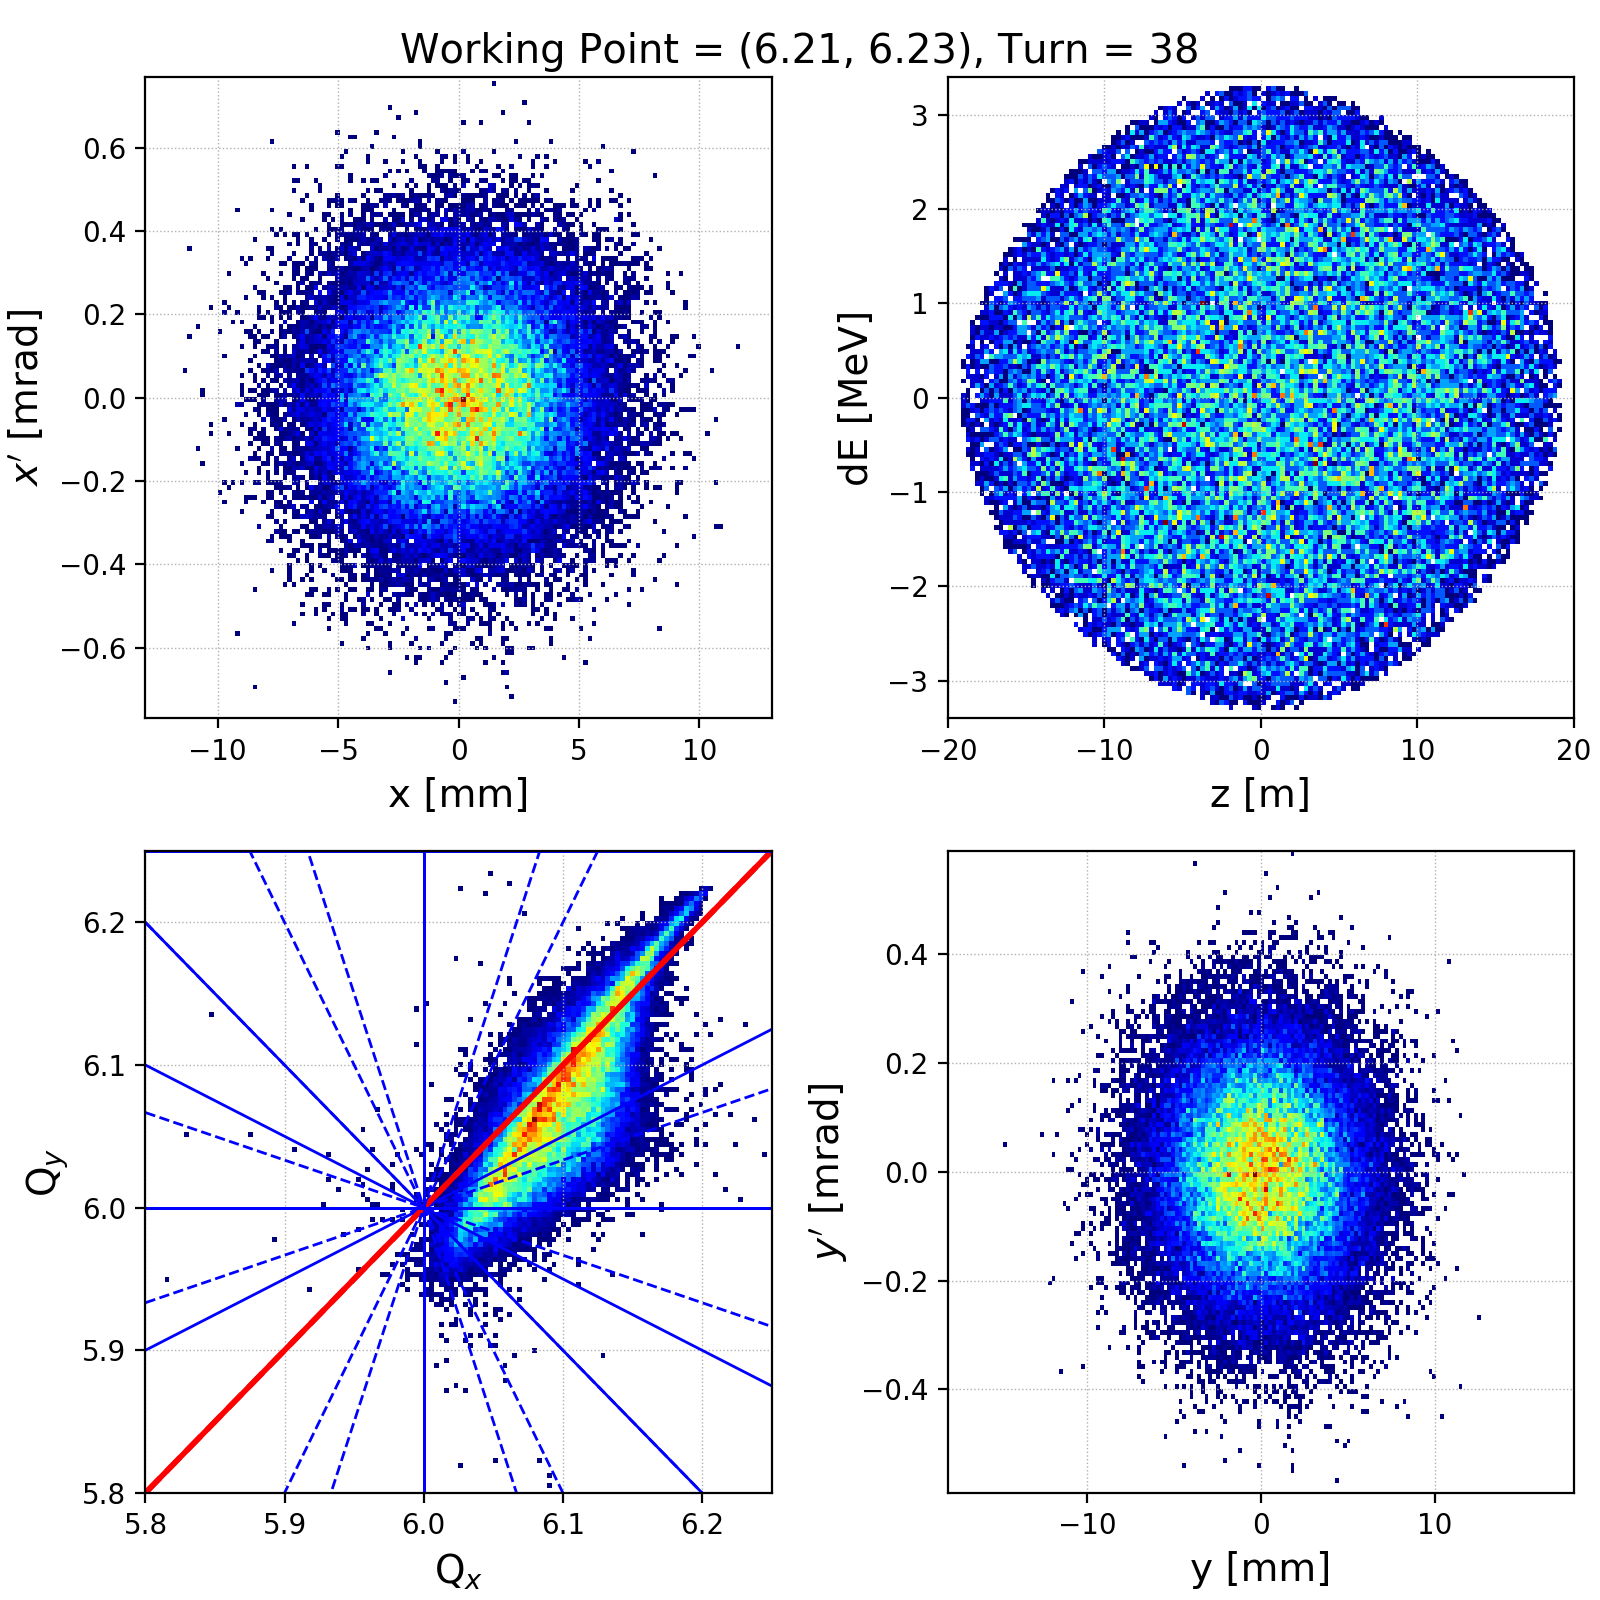 Working Point = (6.21, 6.23), Turn = 38
x′ [mrad]
0.6
0.4
0.2
0.0
−0.2
−0.4
−0.6
−10 −5 0 5 10
x [mm]
dE [MeV]
3
2
1
0
−1
−2
−3
−20 −10 0 10 20
z [m]
Qy
6.2
6.1
6.0
5.9
5.8
5.8 5.9 6.0 6.1 6.2
Qx
y′ [mrad]
0.4
0.2
0.0
−0.2
−0.4
−10 0 10
y [mm]